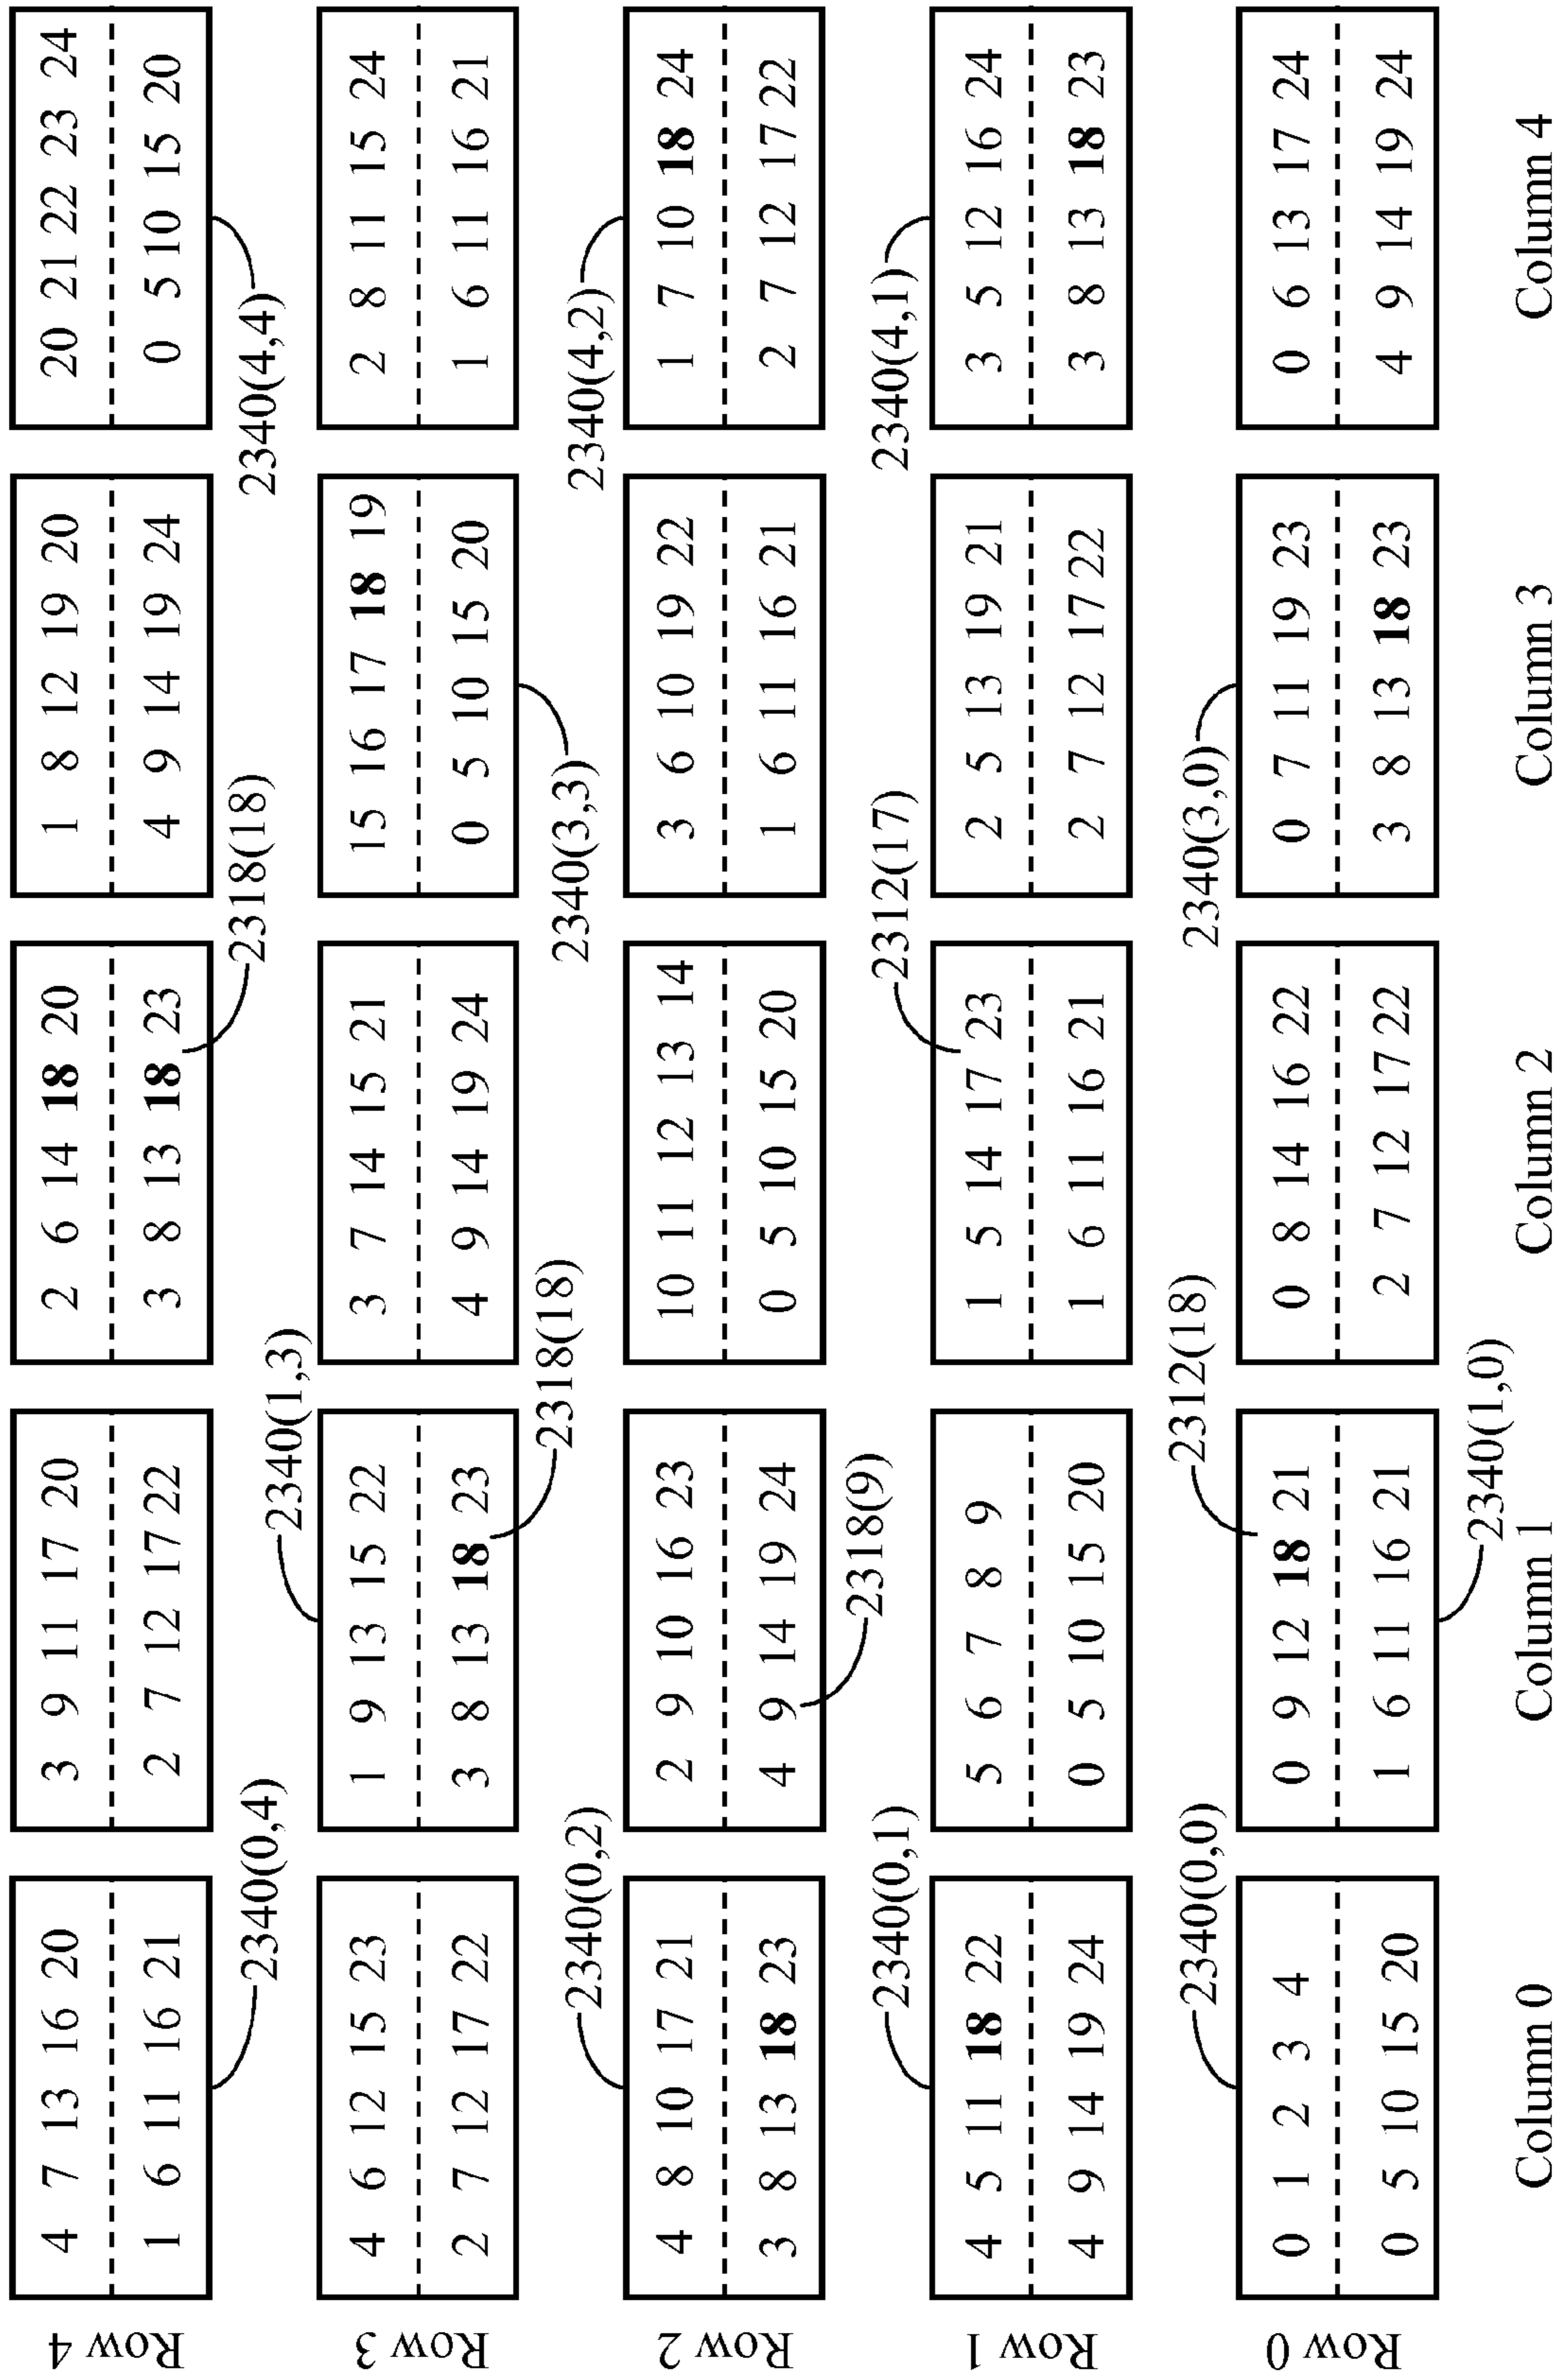 Row 4
4 7 13 16 20 3 9 11 17 20 2 6 14 18 20 1 8 12 19 20 20 21 22 23 24
1 6 11 16 21 2 7 12 17 22 3 8 13 18 23 4 9 14 19 24 0 5 10 15 20
2340(0,4) 2340(1,3) 2318(18) 2340(4,4)
Row 3
4 6 12 15 23 1 9 13 15 22 3 7 14 15 21 15 16 17 18 19 2 8 11 15 24
2 7 12 17 22 3 8 13 18 23 4 9 14 19 24 0 5 10 15 20 1 6 11 16 21
2340(0,2) 2318(18) 2340(3,3) 2340(4,2)
Row 2
4 8 10 17 21 2 9 10 16 23 10 11 12 13 14 3 6 10 19 22 1 7 10 18 24
3 8 13 18 23 4 9 14 19 24 0 5 10 15 20 1 6 11 16 21 2 7 12 17 22
2340(0,1) 2318(9) 2312(17) 2340(4,1)
Row 1
4 5 11 18 22 5 6 7 8 9 1 5 14 17 23 2 5 13 19 21 3 5 12 16 24
4 9 14 19 24 0 5 10 15 20 1 6 11 16 21 2 7 12 17 22 3 8 13 18 23
2340(0,0) 2312(18) 2340(3,0)
Row 0
0 1 2 3 4 0 9 12 18 21 0 8 14 16 22 0 7 11 19 23 0 6 13 17 24
0 5 10 15 20 1 6 11 16 21 2 7 12 17 22 3 8 13 18 23 4 9 14 19 24
2340(1,0)
Column 0 Column 1 Column 2 Column 3 Column 4